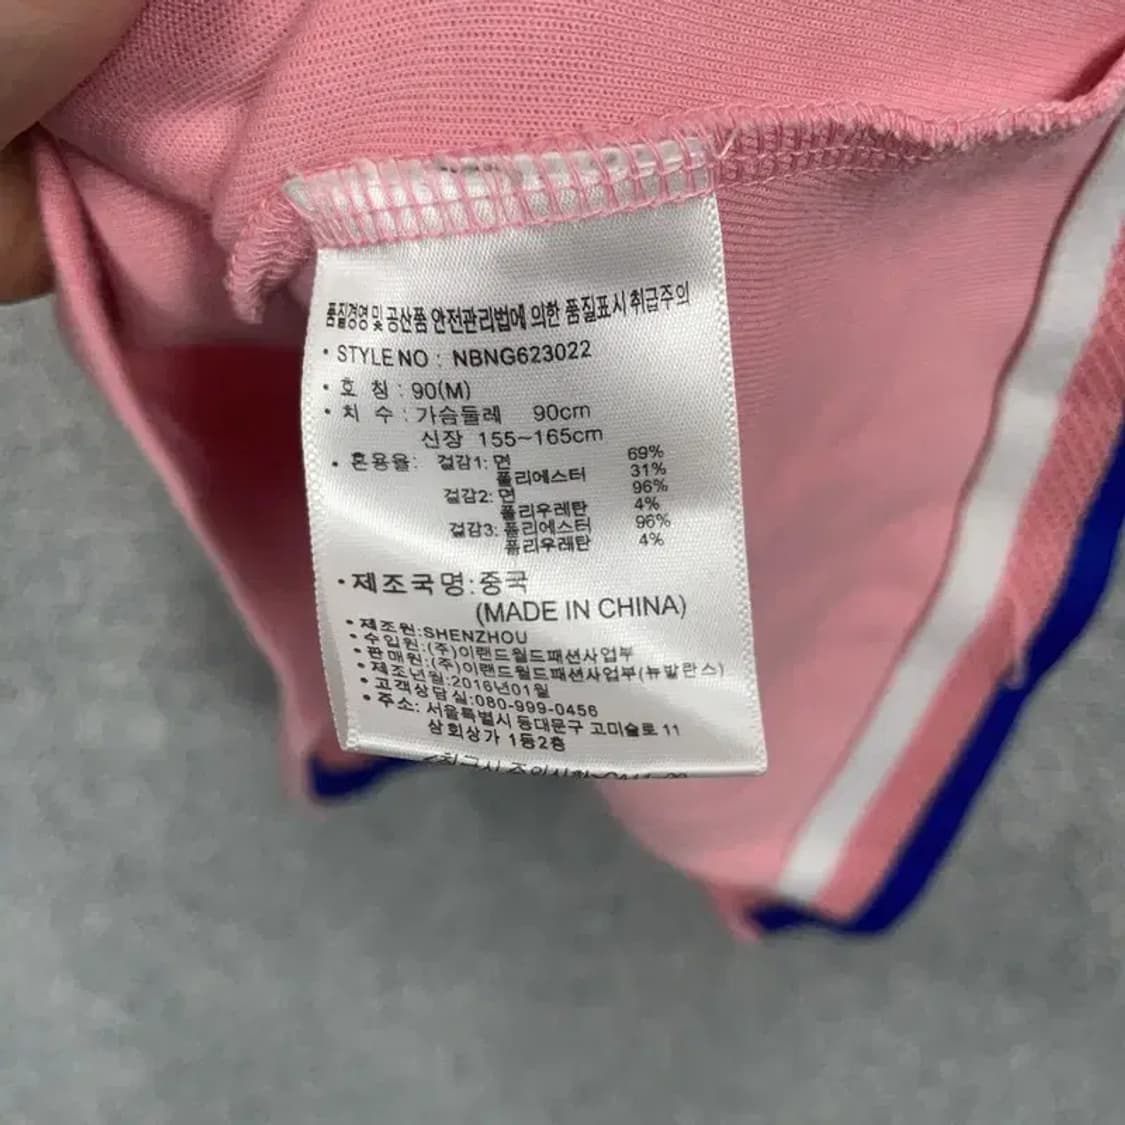 품질경영 및 공산품 안전관리법에 의한 품질표시 취급주의
• STYLE NO : NBNG623022
• 호 칭 : 90(M)
• 치 수 : 가슴둘레 90cm
신장 155~165cm
• 혼용율: 겉감1: 면 69%
폴리에스터 31%
겉감2: 면 96%
폴리우레탄 4%
겉감3: 폴리에스터 96%
폴리우레탄 4%
• 제조국명: 중국
(MADE IN CHINA)
• 제조원:SHENZHOU
• 수입원:(주)이랜드월드패션사업부
• 판매원:(주)이랜드월드패션사업부(뉴발란스)
• 제조년월:2016년01월
• 고객상담실:080-999-0456
• 주소: 서울특별시 동대문구 고미술로 11
삼희상가 1동2층